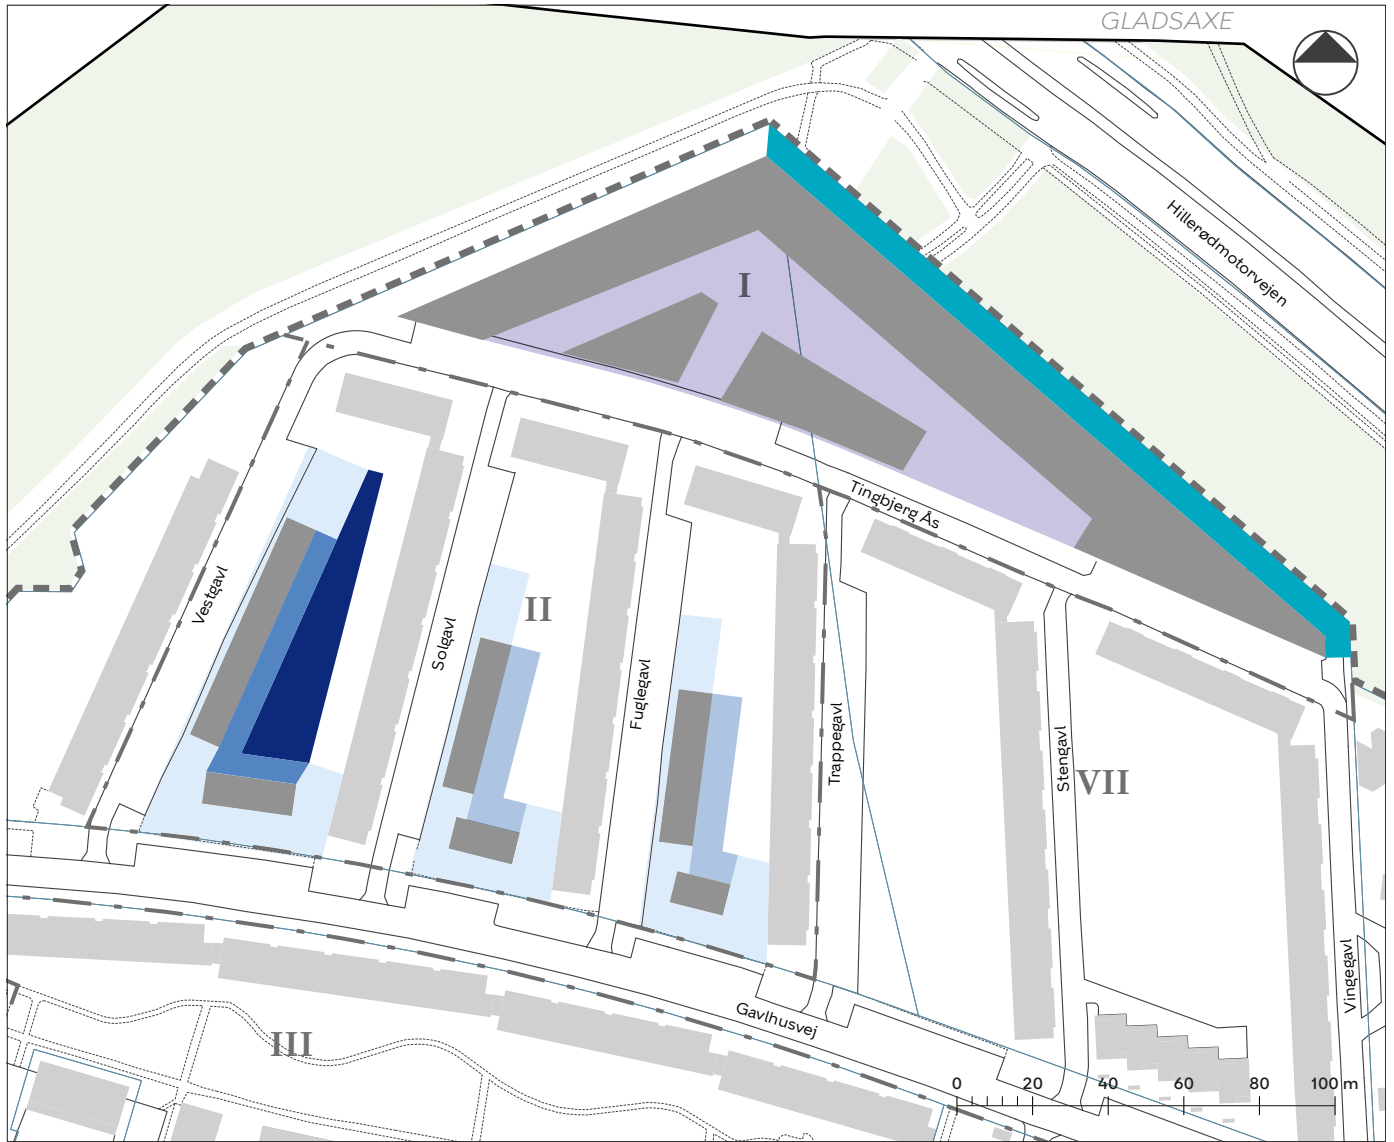 GLADSAXE
Hillerødmotorvejen
I
Tingbjerg Ås
Vestgavl
II
Solgavl
Fuglegavl
Trappegavl
Stengavl
VII
Vingegavl
Gavlhusvej
III
0 20 40 60 80 100 m